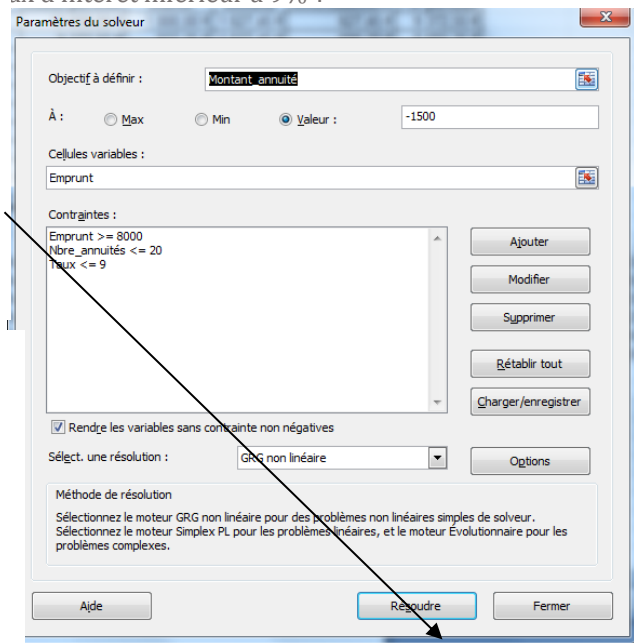 taux d'intérêt inférieur à 9% :
Paramètres du solveur
Objectif à définir :
Montant_annuité
À :
Max
Min
Valeur :
-1500
Cellules variables :
Emprunt
Contraintes :
Emprunt >= 8000
Nbre_annuités <= 20
Taux <= 9
Ajouter
Modifier
Supprimer
Rétablir tout
Charger/enregistrer
Rendre les variables sans contrainte non négatives
Sélect. une résolution :
GRG non linéaire
Options
Méthode de résolution
Sélectionnez le moteur GRG non linéaire pour des problèmes non linéaires simples de solveur.
Sélectionnez le moteur Simplex PL pour les problèmes linéaires, et le moteur Évolutionnaire pour les
problèmes complexes.
Aide
Résoudre
Fermer